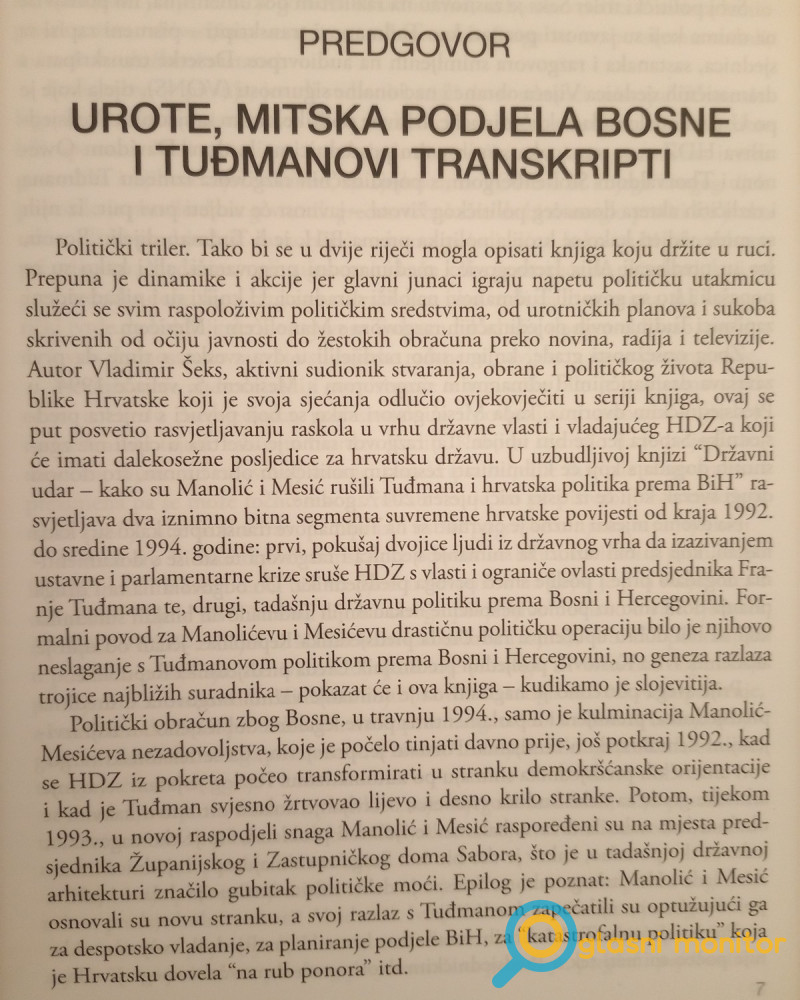 PREDGOVOR
UROTE, MITSKA PODJELA BOSNE
I TUĐMANOVI TRANSKRIPTI
Politički triler. Tako bi se u dvije riječi mogla opisati knjiga koju držite u ruci.
Prepuna je dinamike i akcije jer glavni junaci igraju napetu političku utakmicu
služeći se svim raspoloživim političkim sredstvima, od urotničkih planova i sukoba
skrivenih od očiju javnosti do žestokih obračuna preko novina, radija i televizije.
Autor Vladimir Šeks, aktivni sudionik stvaranja, obrane i političkog života Repu-
blike Hrvatske koji je svoja sjećanja odlučio ovjekovječiti u seriji knjiga, ovaj se
put posvetio rasvjetljavanju raskola u vrhu državne vlasti i vladajućeg HDZ-a koji
će imati dalekosežne posljedice za hrvatsku državu. U uzbudljivoj knjizi “Državni
udar – kako su Manolić i Mesić rušili Tuđmana i hrvatska politika prema BiH” ra-
svjetljava dva iznimno bitna segmenta suvremene hrvatske povijesti od kraja 1992.
do sredine 1994. godine: prvi, pokušaj dvojice ljudi iz državnog vrha da izazivanjem
ustavne i parlamentarne krize sruše HDZ s vlasti i ograniče ovlasti predsjednika Fra-
nje Tuđmana te, drugi, tadašnju državnu politiku prema Bosni i Hercegovini. For-
malni povod za Manolićevu i Mesićevu drastičnu političku operaciju bilo je njihovo
neslaganje s Tuđmanovom politikom prema Bosni i Hercegovini, no geneza razlaza
trojice najbližih suradnika – pokazat će i ova knjiga – kudikamo je slojevitija.
Politički obračun zbog Bosne, u travnju 1994., samo je kulminacija Manolić-
Mesićeva nezadovoljstva, koje je počelo tinjati davno prije, još potkraj 1992., kad
se HDZ iz pokreta počeo transformirati u stranku demokršćanske orijentacije
i kad je Tuđman svjesno žrtvovao lijevo i desno krilo stranke. Potom, tijekom
1993., u novoj raspodjeli snaga Manolić i Mesić raspoređeni su na mjesta pred-
sjednika Županijskog i Zastupničkog doma Sabora, što je u tadašnjoj državnoj
arhitekturi značilo gubitak političke moći. Epilog je poznat: Manolić i Mesić
osnovali su novu stranku, a svoj razlaz s Tuđmanom zapečatili su optužujući ga
za despotsko vladanje, za planiranje podjele BiH, za “katastrofalnu politiku” koja
je Hrvatsku dovela “na rub ponora” itd.
glasni monitor
7